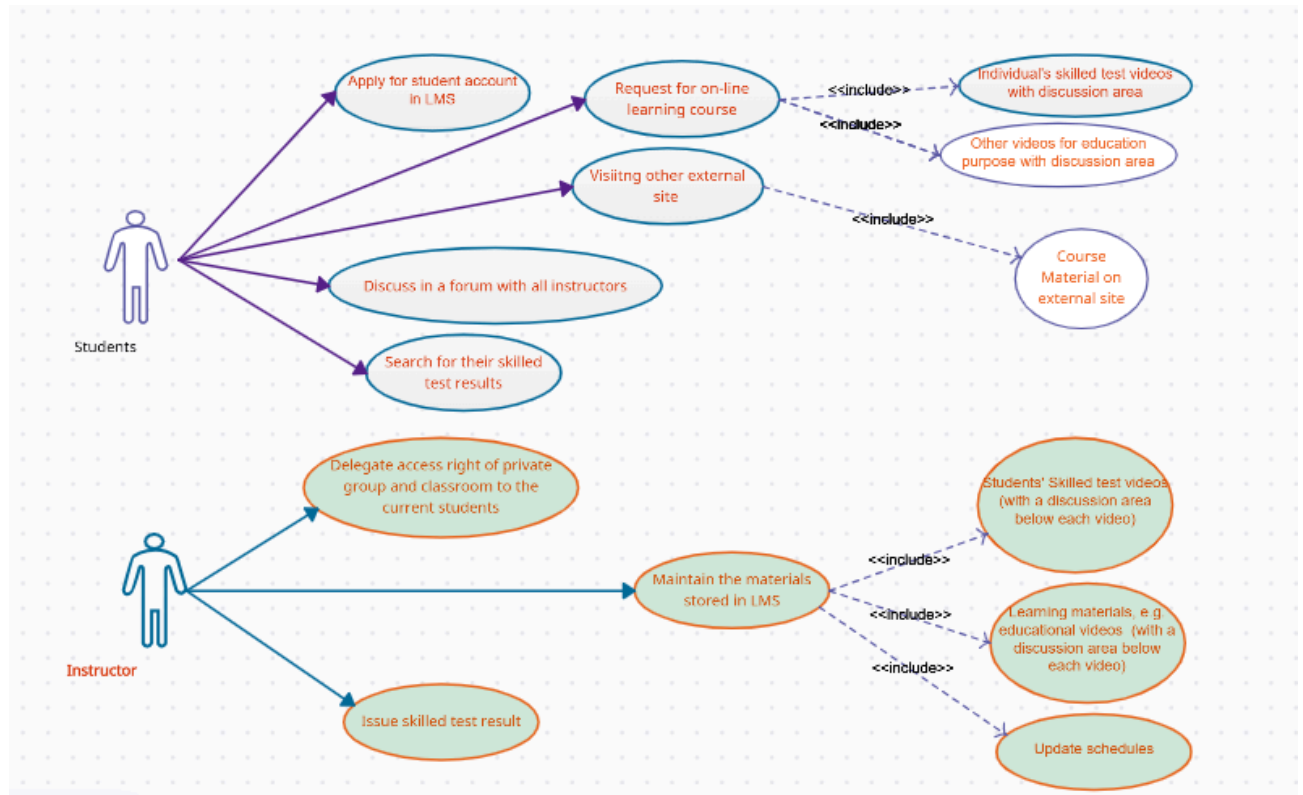 Apply for student account
in LMS
Request for on-line
learning course
<<include>>
Individual's skilled test videos
with discussion area
<<include>>
Other videos for education
purpose with discussion area
Visiitng other external
site
<<include>>
Course
Material on
external site
Discuss in a forum with all instructors
Students
Search for their skilled
test results
Delegate access right of private
group and classroom to the
current students
Students' Skilled test videos
(with a discussion area
below each video)
<<include>>
Maintain the materials
stored in LMS
<<include>>
Learning materials, e.g.
educational videos (with a
discussion area below
each video)
Instructor
<<include>>
Issue skilled test result
Update schedules